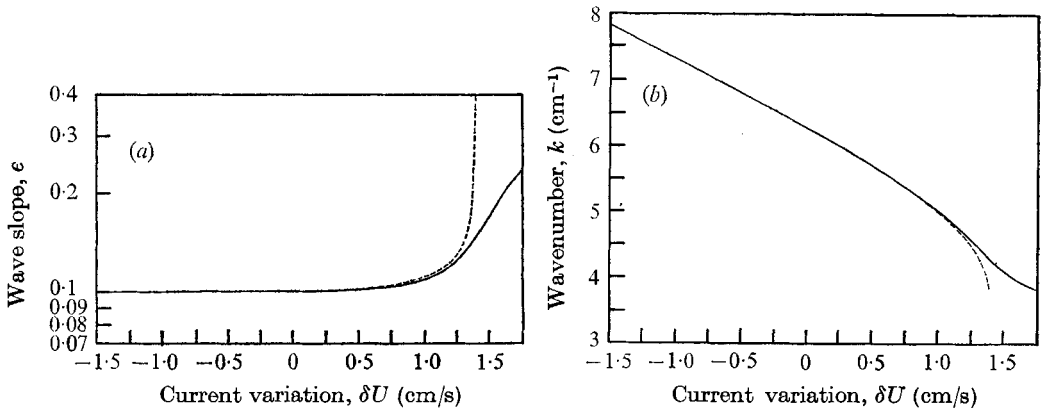 0·4
0·3
0·2
0·1
0·09
0·08
0·07
Wave slope, ϵ
(a)
−1·5 −1·0 −0·5 0 0·5 1·0 1·5
Current variation, δU (cm/s)
8
7
6
5
4
3
Wavenumber, k (cm⁻¹)
(b)
−1·5 −1·0 −0·5 0 0·5 1·0 1·5
Current variation, δU (cm/s)